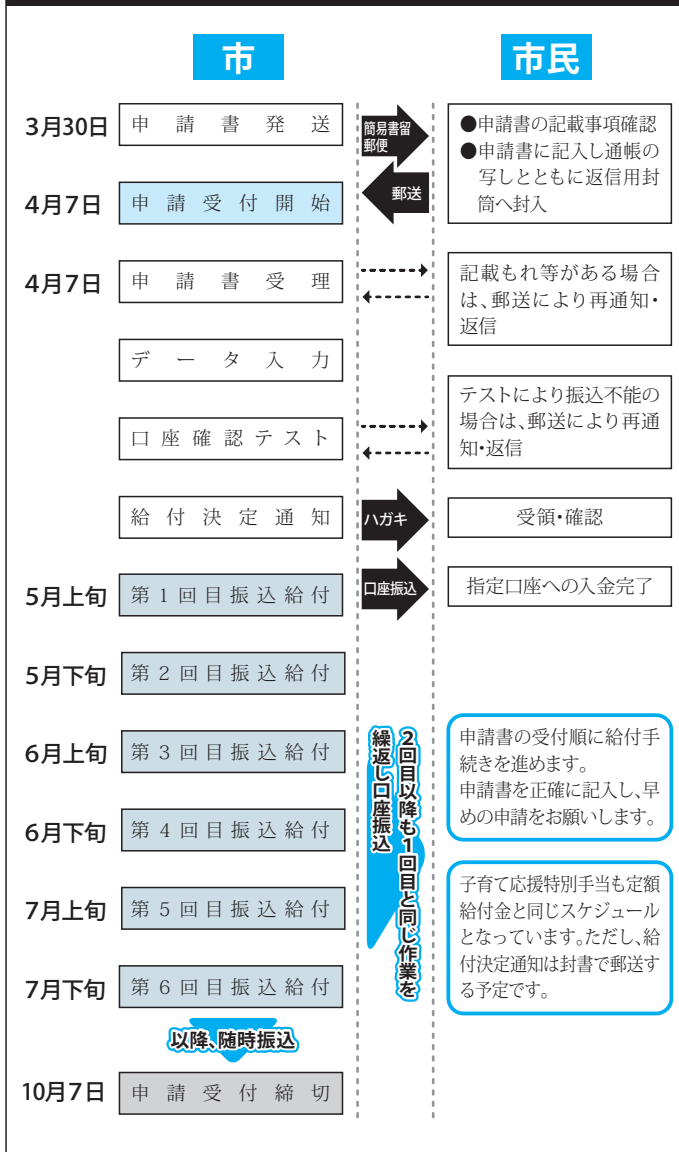 市
市民
3月30日
申請書発送
簡易書留
郵便
●申請書の記載事項確認
●申請書に記入し通帳の
写しとともに返信用封
筒へ封入
4月7日
申請受付開始
郵送
4月7日
申請書受理
記載もれ等がある場合
は、郵送により再通知・
返信
データ入力
口座確認テスト
テストにより振込不能の
場合は、郵送により再通
知・返信
給付決定通知
ハガキ
受領・確認
5月上旬
第1回目振込給付
口座振込
指定口座への入金完了
5月下旬
第2回目振込給付
6月上旬
第3回目振込給付
6月下旬
第4回目振込給付
7月上旬
第5回目振込給付
7月下旬
第6回目振込給付
2回目以降も1回目と同じ作業を
繰返し口座振込
申請書の受付順に給付手
続きを進めます。
申請書を正確に記入し、早
めの申請をお願いします。
子育て応援特別手当も定額
給付金と同じスケジュール
となっています。ただし、給
付決定通知は封書で郵送す
る予定です。
以降、随時振込
10月7日
申請受付締切